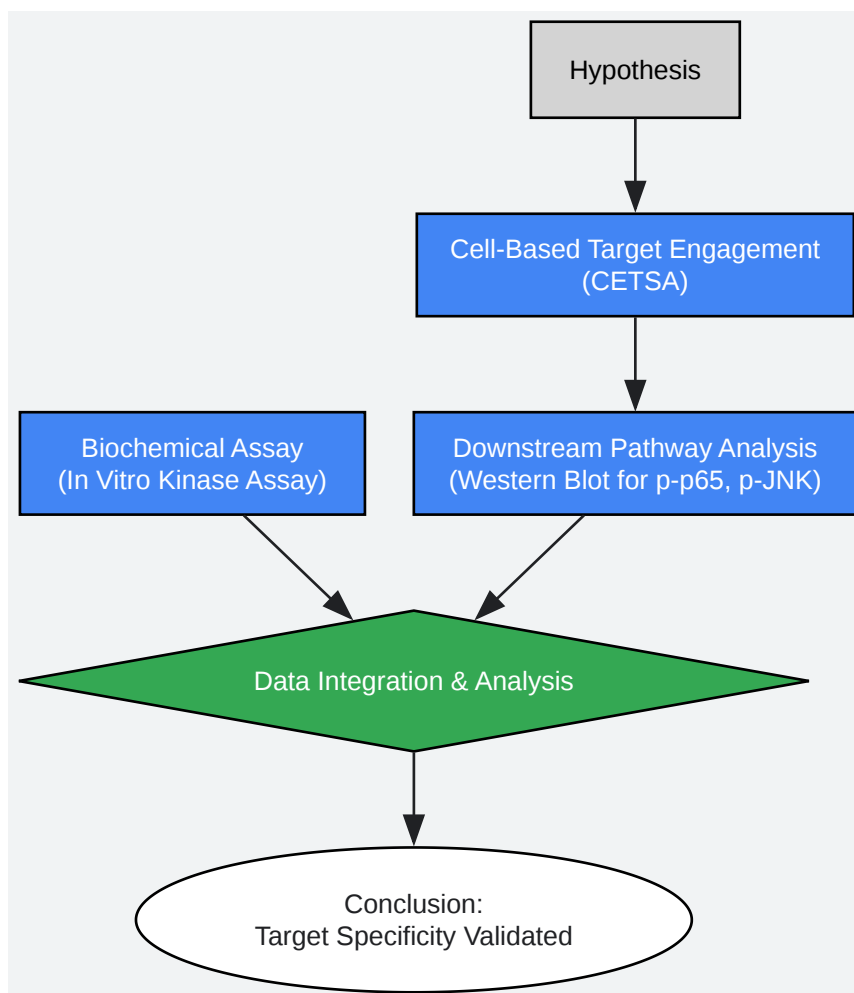 Hypothesis
Cell-Based Target Engagement
(CETSA)
Biochemical Assay
(In Vitro Kinase Assay)
Downstream Pathway Analysis
(Western Blot for p-p65, p-JNK)
Data Integration & Analysis
Conclusion:
Target Specificity Validated